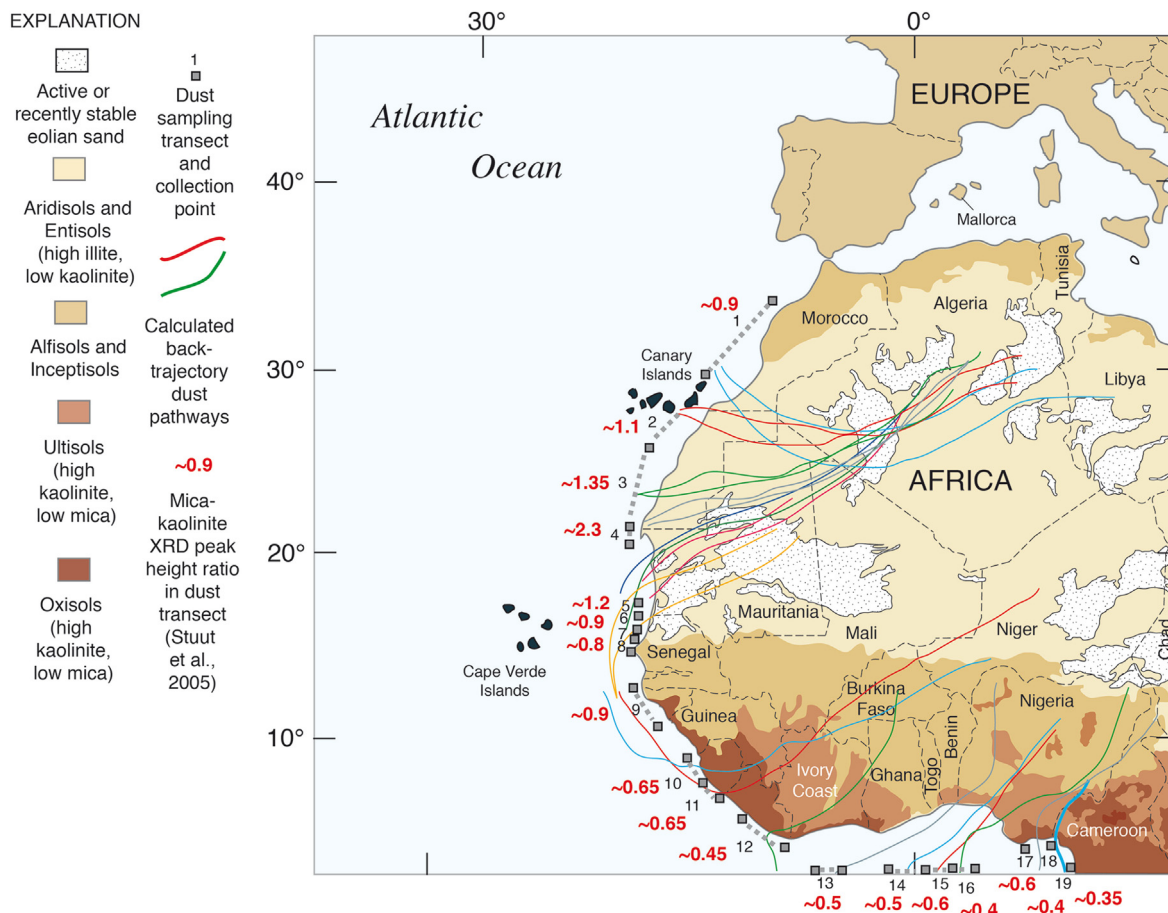 EXPLANATION
Active or
recently stable
eolian sand
Aridisols and
Entisols
(high illite,
low kaolinite)
Alfisols and
Inceptisols
Ultisols
(high
kaolinite,
low mica)
Oxisols
(high
kaolinite,
low mica)
1
Dust
sampling
transect
and
collection
point
Calculated
back-
trajectory
dust
pathways
~0.9
Mica-
kaolinite
XRD peak
height ratio
in dust
transect
(Stuut
et al.,
2005)
30°
0°
40°
30°
20°
10°
Atlantic
Ocean
EUROPE
Mallorca
Tunisia
Algeria
Morocco
Libya
Canary
Islands
AFRICA
Mauritania
Mali
Niger
Chad
Senegal
Cape Verde
Islands
Burkina
Faso
Nigeria
Guinea
Benin
Togo
Ghana
Ivory
Coast
Cameroon
~0.9
1
~1.1
2
~1.35
3
~2.3
4
~1.2
5
~0.9
6
7
~0.8
8
~0.9
9
~0.65
10
~0.65
11
~0.45
12
13
14
15
16
17
18
19
~0.5
~0.5
~0.6
~0.4
~0.6
~0.4
~0.35